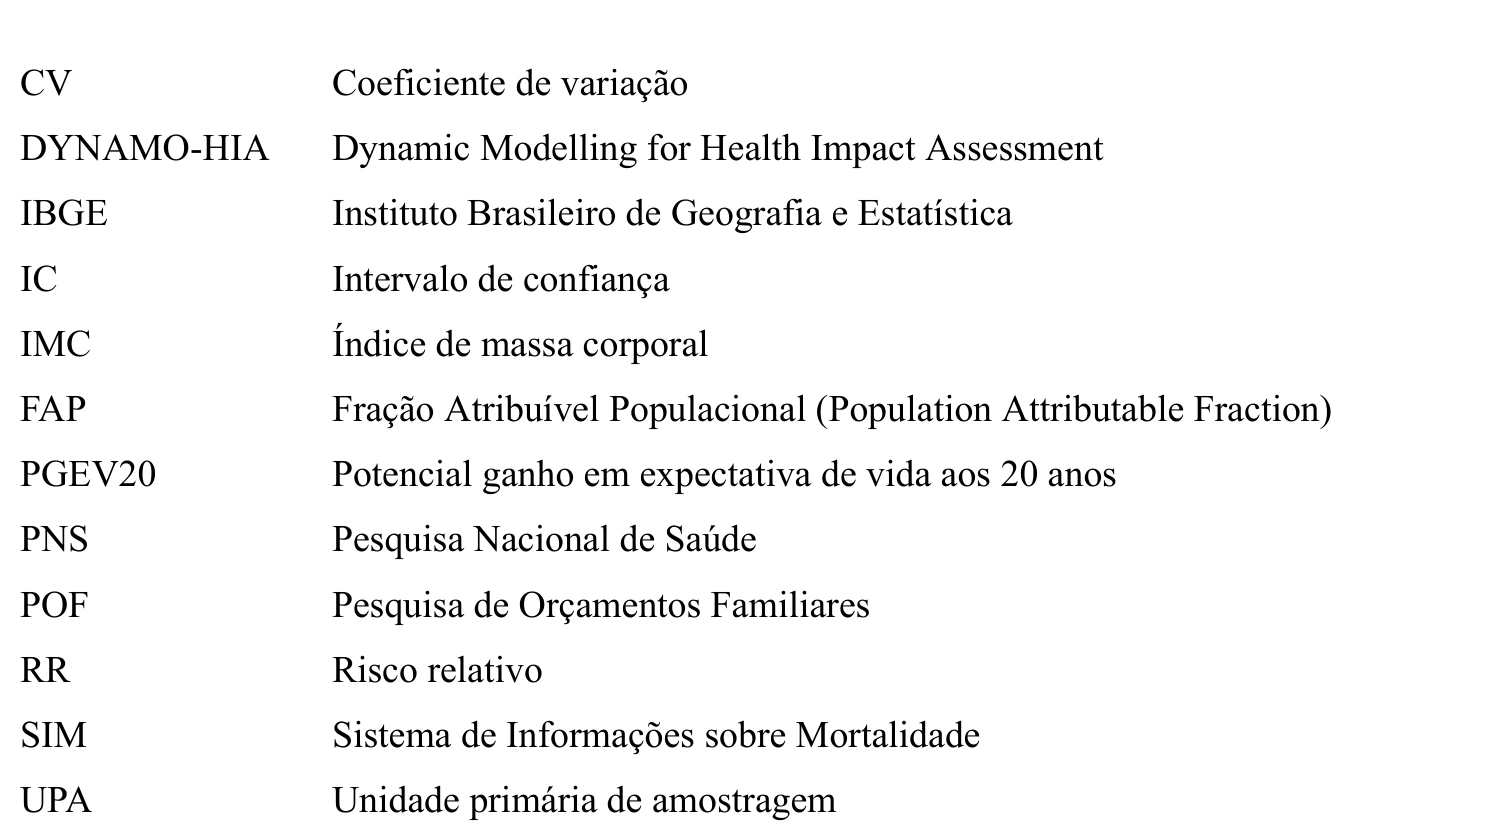 CV Coeficiente de variação
DYNAMO-HIA Dynamic Modelling for Health Impact Assessment
IBGE Instituto Brasileiro de Geografia e Estatística
IC Intervalo de confiança
IMC Índice de massa corporal
FAP Fração Atribuível Populacional (Population Attributable Fraction)
PGEV20 Potencial ganho em expectativa de vida aos 20 anos
PNS Pesquisa Nacional de Saúde
POF Pesquisa de Orçamentos Familiares
RR Risco relativo
SIM Sistema de Informações sobre Mortalidade
UPA Unidade primária de amostragem